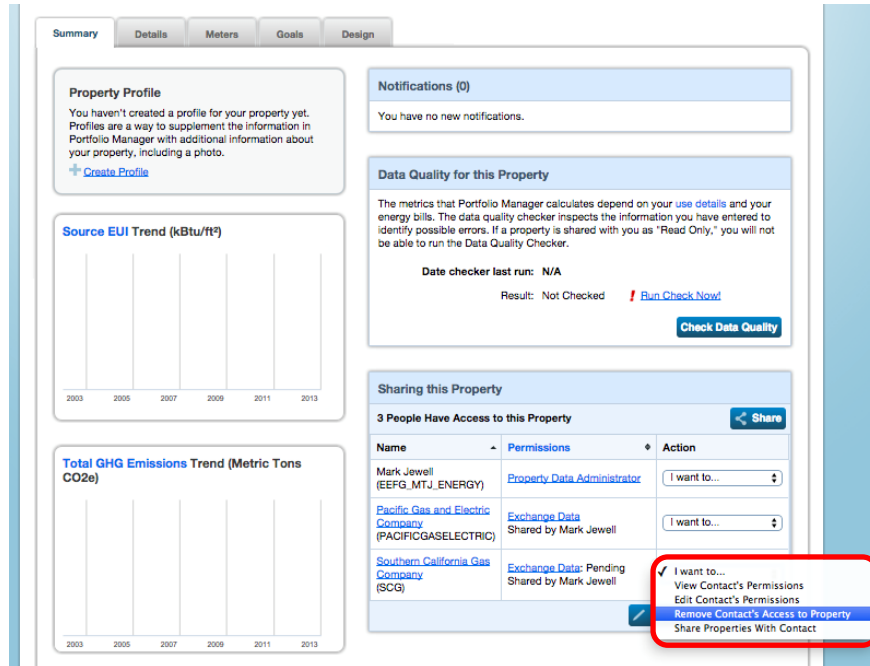 Summary
Details
Meters
Goals
Design
Property Profile
You haven't created a profile for your property yet.
Profiles are a way to supplement the information in
Portfolio Manager with additional information about
your property, including a photo.
Create Profile
Source EUI Trend (kBtu/ft²)
2003 2005 2007 2009 2011 2013
Total GHG Emissions Trend (Metric Tons
CO2e)
2003 2005 2007 2009 2011 2013
Notifications (0)
You have no new notifications.
Data Quality for this Property
The metrics that Portfolio Manager calculates depend on your use details and your
energy bills. The data quality checker inspects the information you have entered to
identify possible errors. If a property is shared with you as "Read Only," you will not
be able to run the Data Quality Checker.
Date checker last run: N/A
Result: Not Checked ! Run Check Now!
Check Data Quality
Sharing this Property
3 People Have Access to this Property
Share
Name Permissions Action
Mark Jewell
(EEFG_MTJ_ENERGY)
Property Data Administrator
I want to...
Pacific Gas and Electric
Company
(PACIFICGASELECTRIC)
Exchange Data
Shared by Mark Jewell
I want to...
Southern California Gas
Company
(SCG)
Exchange Data: Pending
Shared by Mark Jewell
✓ I want to...
View Contact's Permissions
Edit Contact's Permissions
Remove Contact's Access to Property
Share Properties With Contact